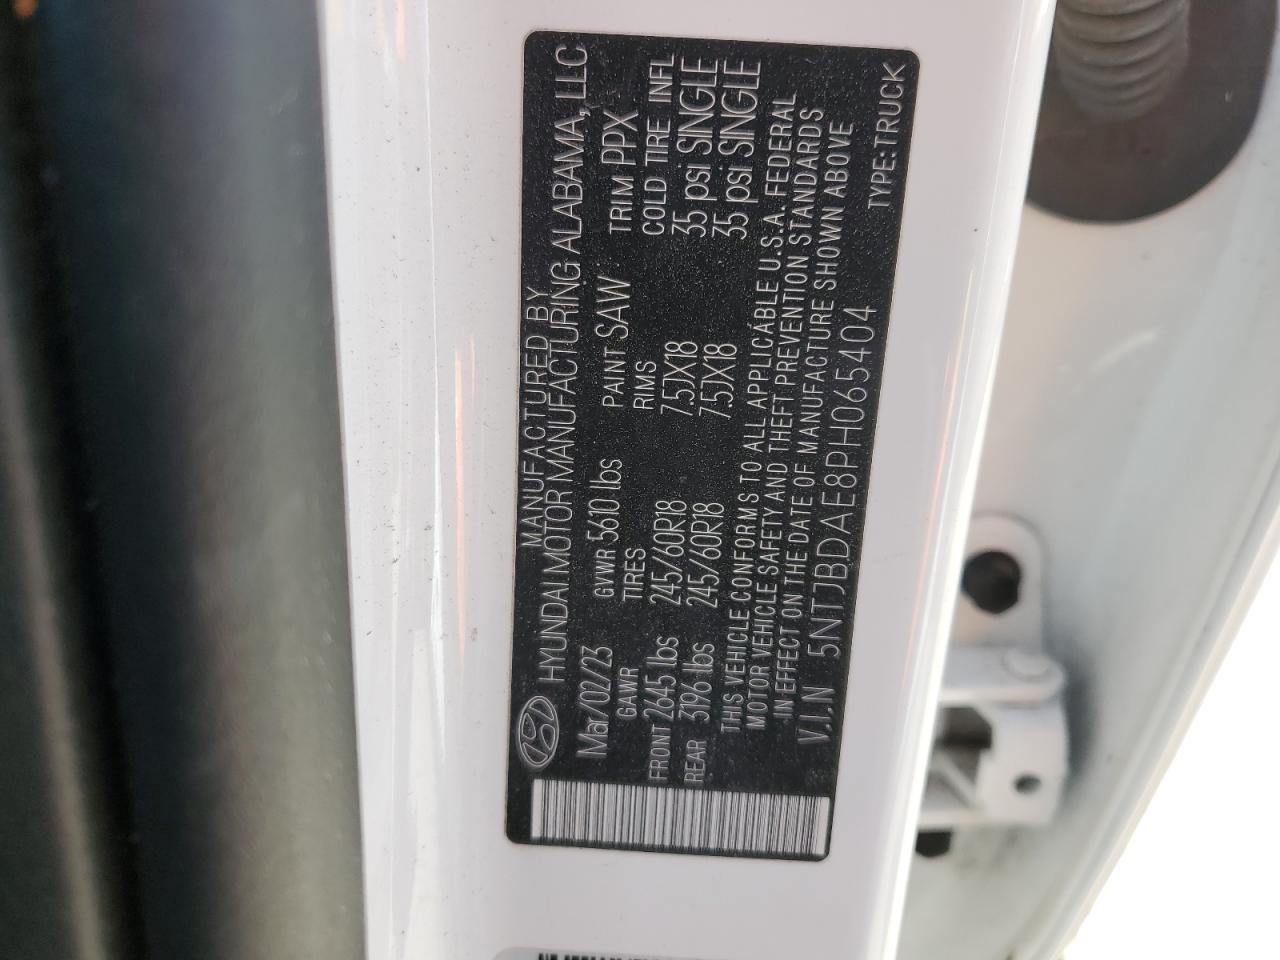 MANUFACTURED BY
HYUNDAI MOTOR MANUFACTURING ALABAMA, LLC
Mar/02/23 GVWR 5610 lbs PAINT SAW TRIM PPX
GAWR TIRES RIMS COLD TIRE INFL
FRONT 2645 lbs 245/60R18 7.5JX18 35 psi SINGLE
REAR 3196 lbs 245/60R18 7.5JX18 35 psi SINGLE
THIS VEHICLE CONFORMS TO ALL APPLICABLE U.S.A. FEDERAL
MOTOR VEHICLE SAFETY AND THEFT PREVENTION STANDARDS
IN EFFECT ON THE DATE OF MANUFACTURE SHOWN ABOVE
V.I.N 5NTJBDAE8PH065404 TYPE:TRUCK